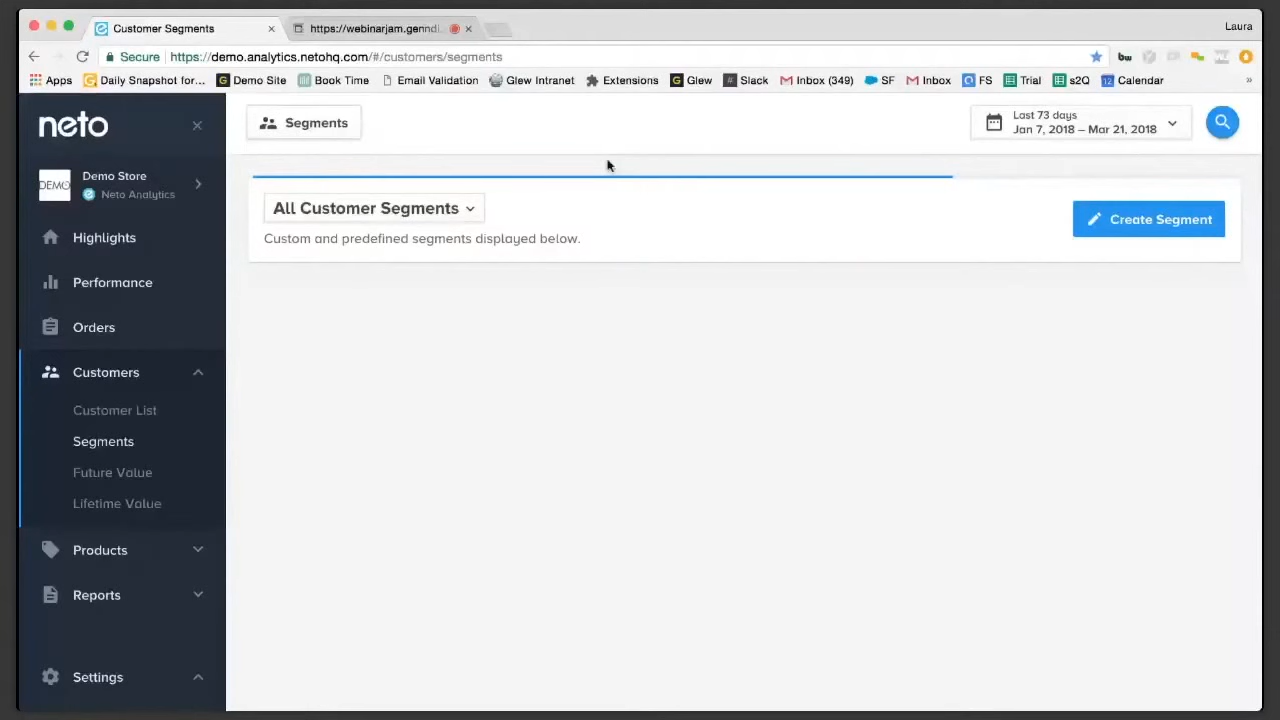 Customer Segments
https://webinarjam.genndi...
Laura
Secure https://demo.analytics.netohq.com/#/customers/segments
Apps Daily Snapshot for... Demo Site Book Time Email Validation Glew Intranet Extensions Glew Slack Inbox (349) SF Inbox FS Trial s2Q Calendar »
neto
Segments
Last 73 days
Jan 7, 2018 – Mar 21, 2018
DEMO
Demo Store
Neto Analytics
All Customer Segments
Create Segment
Custom and predefined segments displayed below.
Highlights
Performance
Orders
Customers
Customer List
Segments
Future Value
Lifetime Value
Products
Reports
Settings